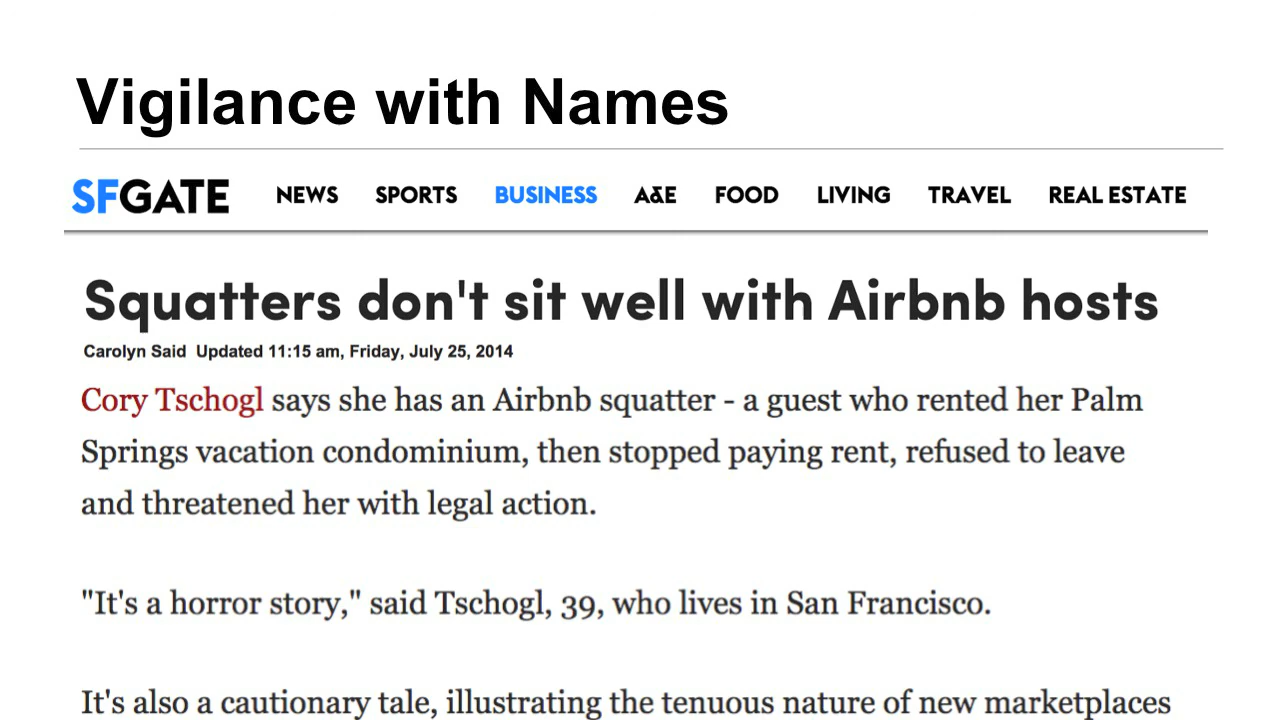 Vigilance with Names
SFGATE NEWS SPORTS BUSINESS A&E FOOD LIVING TRAVEL REAL ESTATE
Squatters don't sit well with Airbnb hosts
Carolyn Said Updated 11:15 am, Friday, July 25, 2014
Cory Tschogl says she has an Airbnb squatter - a guest who rented her Palm
Springs vacation condominium, then stopped paying rent, refused to leave
and threatened her with legal action.
"It's a horror story," said Tschogl, 39, who lives in San Francisco.
It's also a cautionary tale, illustrating the tenuous nature of new marketplaces